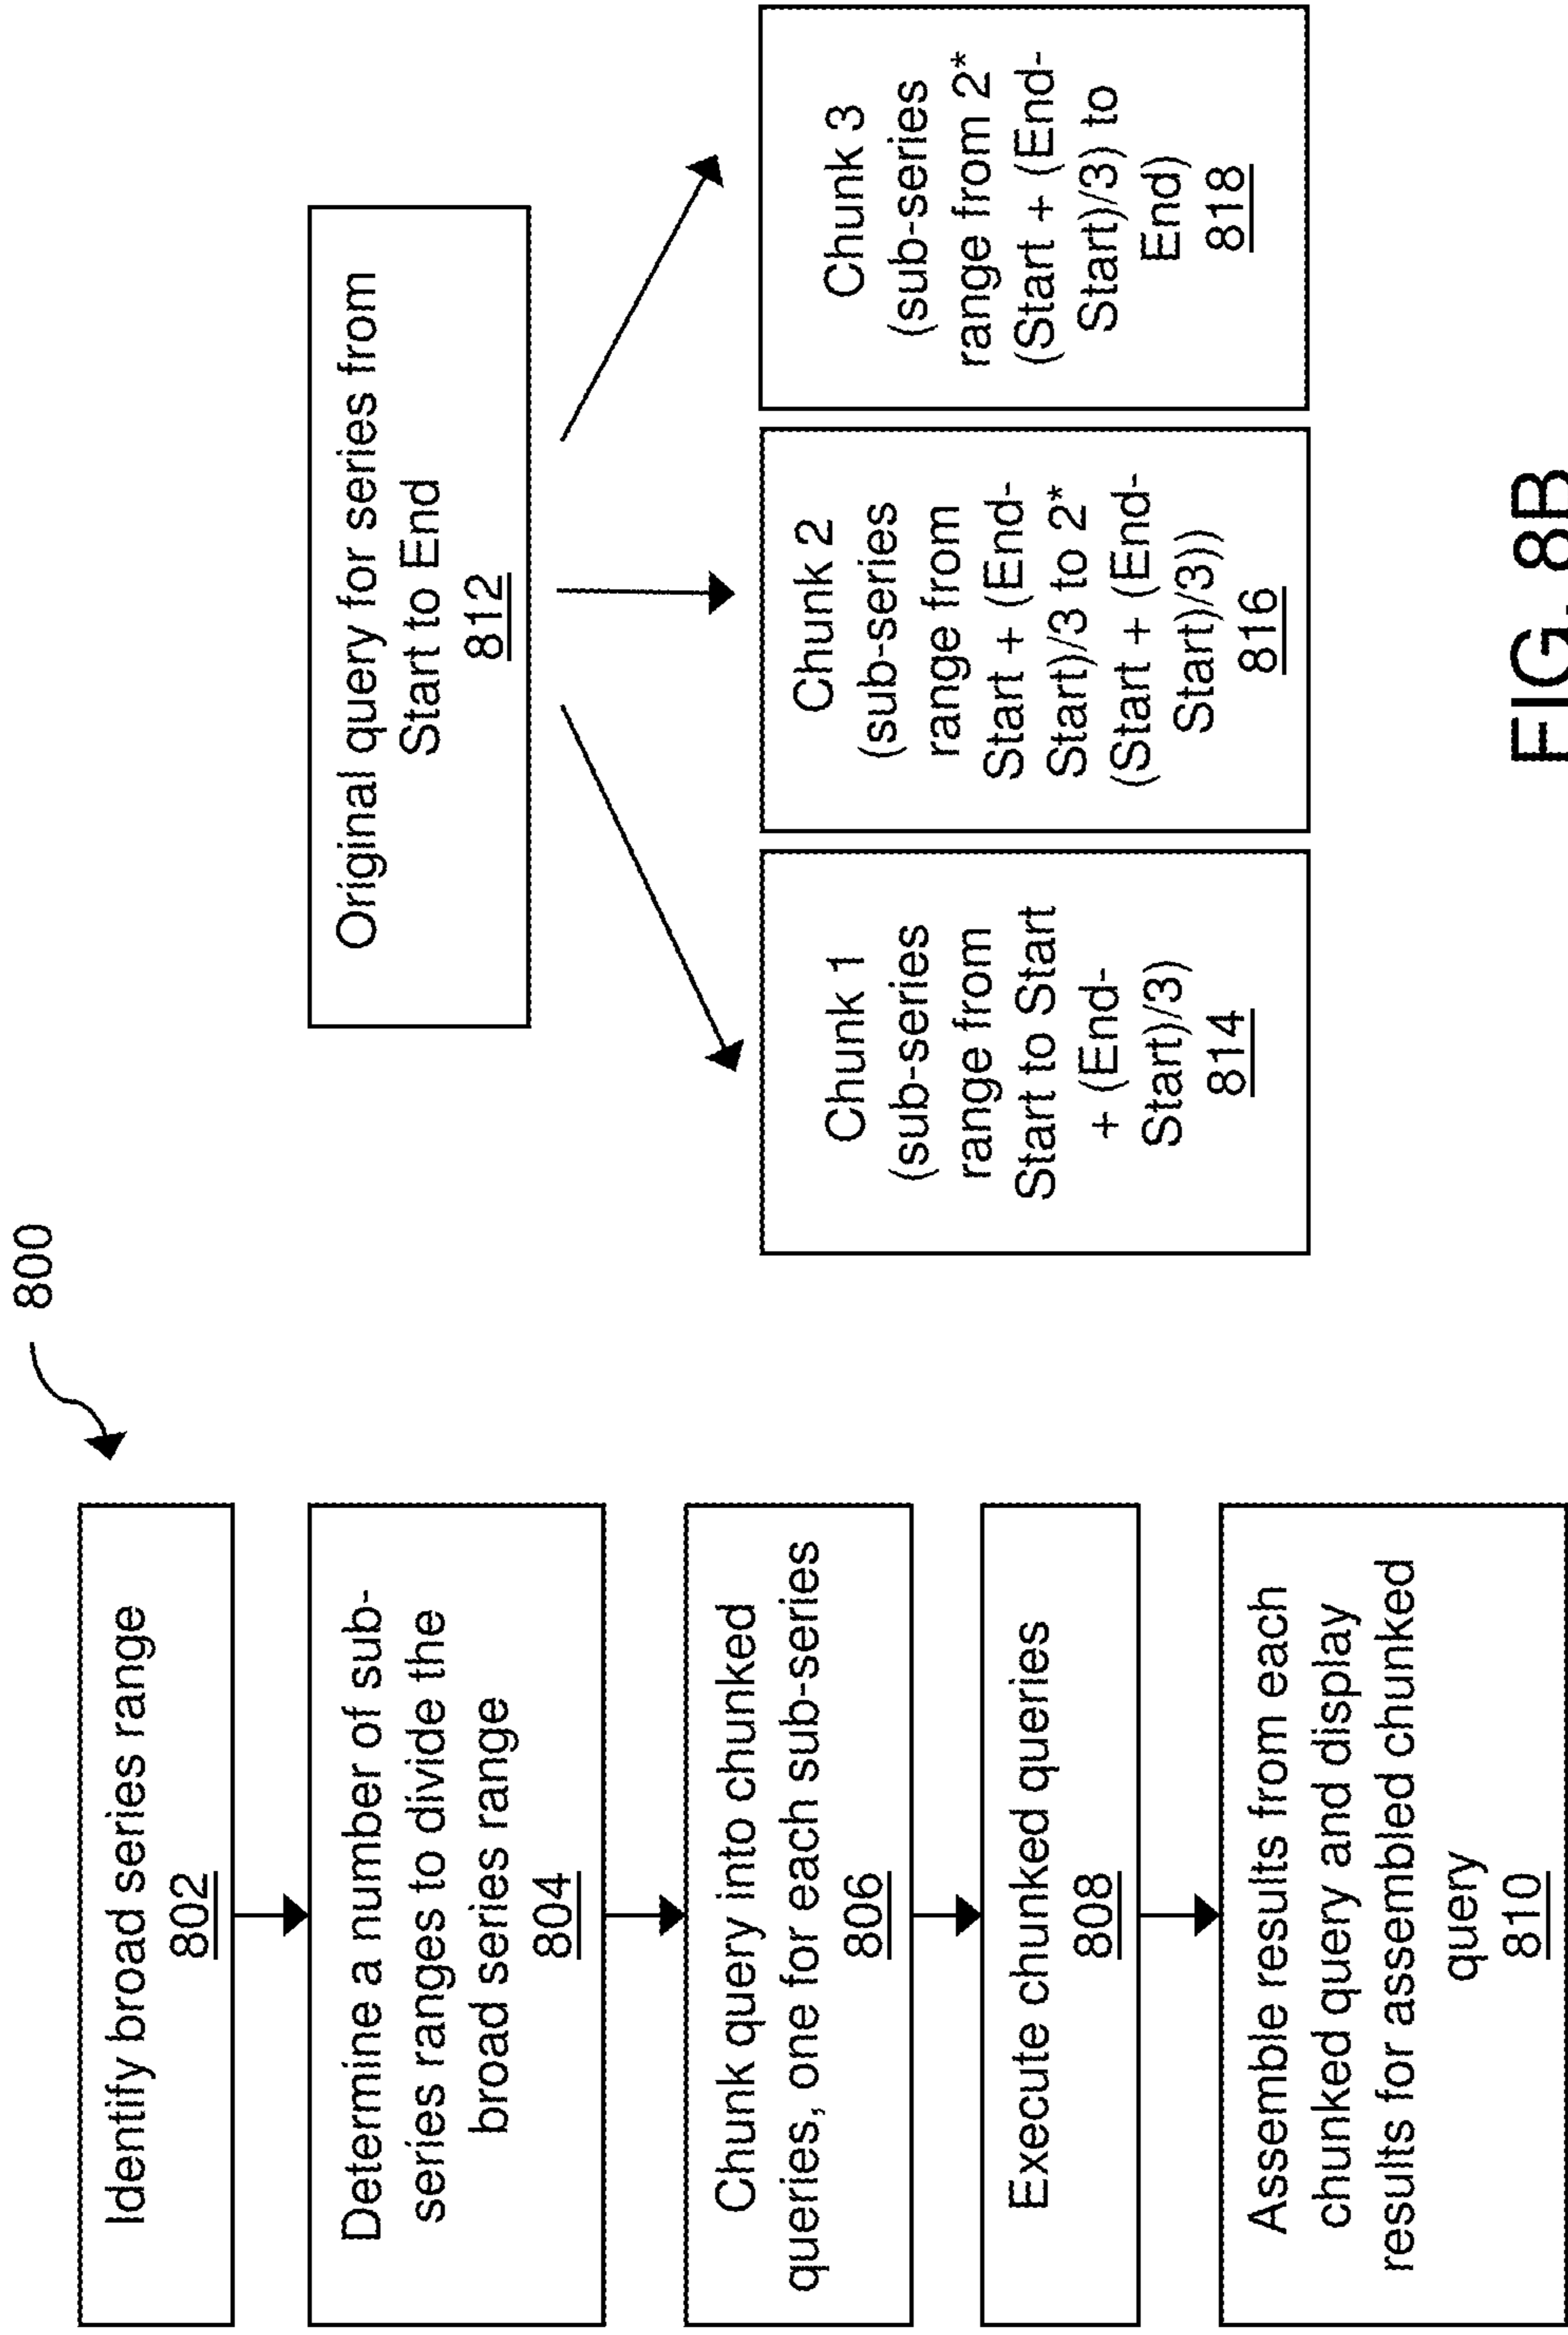 800
Identify broad series range
802
Determine a number of sub-
series ranges to divide the
broad series range
804
Chunk query into chunked
queries, one for each sub-series
806
Execute chunked queries
808
Assemble results from each
chunked query and display
results for assembled chunked
query
810
Original query for series from
Start to End
812
Chunk 1
(sub-series
range from
Start to Start
+ (End-
Start)/3)
814
Chunk 2
(sub-series
range from
Start + (End-
Start)/3 to 2*
(Start + (End-
Start)/3))
816
Chunk 3
(sub-series
range from 2*
(Start + (End-
Start)/3) to
End)
818
FIG. 8B